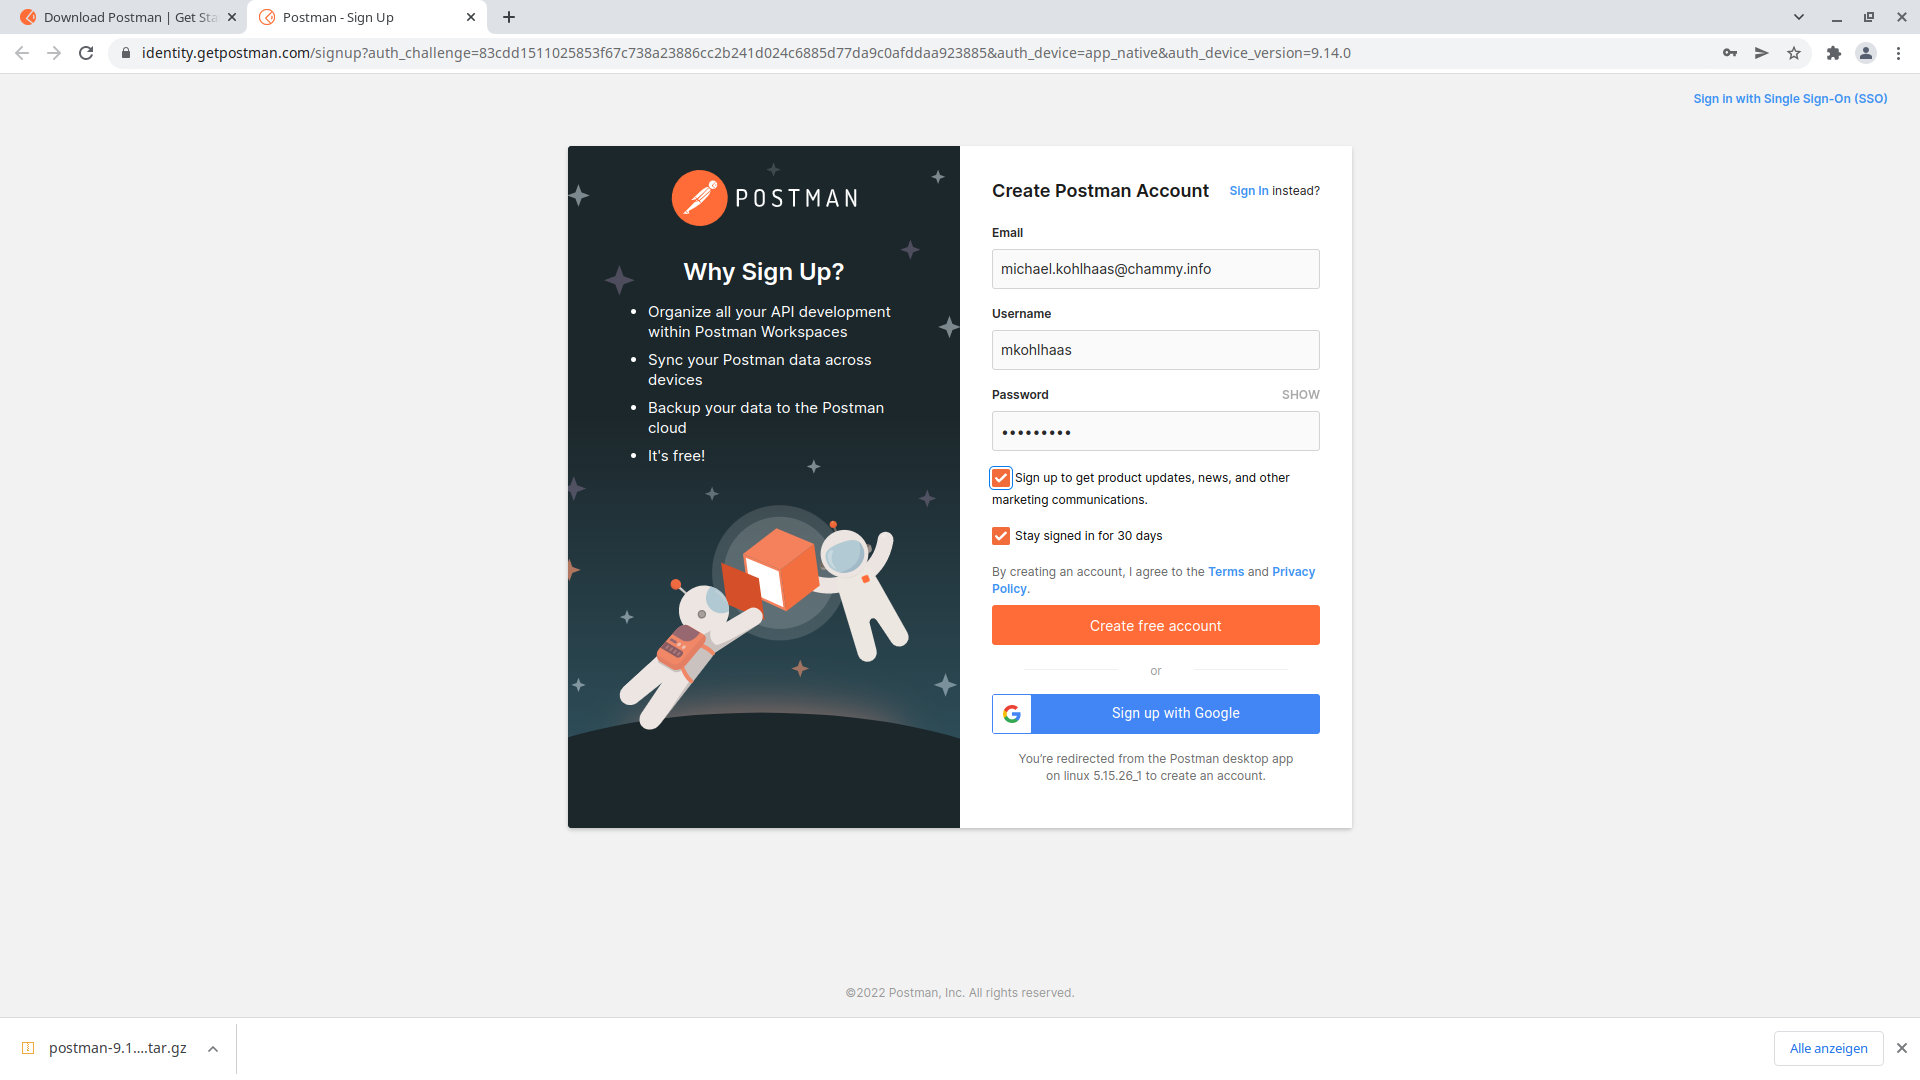 Download Postman | Get Sta
Postman - Sign Up
identity.getpostman.com/signup?auth_challenge=83cdd1511025853f67c738a23886cc2b241d024c6885d77da9c0afddaa923885&auth_device=app_native&auth_device_version=9.14.0
Sign in with Single Sign-On (SSO)
POSTMAN
Why Sign Up?
• Organize all your API development
within Postman Workspaces
• Sync your Postman data across
devices
• Backup your data to the Postman
cloud
• It's free!
Create Postman Account
Sign In instead?
Email
michael.kohlhaas@chammy.info
Username
mkohlhaas
Password
SHOW
•••••••••
Sign up to get product updates, news, and other
marketing communications.
Stay signed in for 30 days
By creating an account, I agree to the Terms and Privacy
Policy.
Create free account
or
Sign up with Google
You're redirected from the Postman desktop app
on linux 5.15.26_1 to create an account.
©2022 Postman, Inc. All rights reserved.
postman-9.1....tar.gz
Alle anzeigen